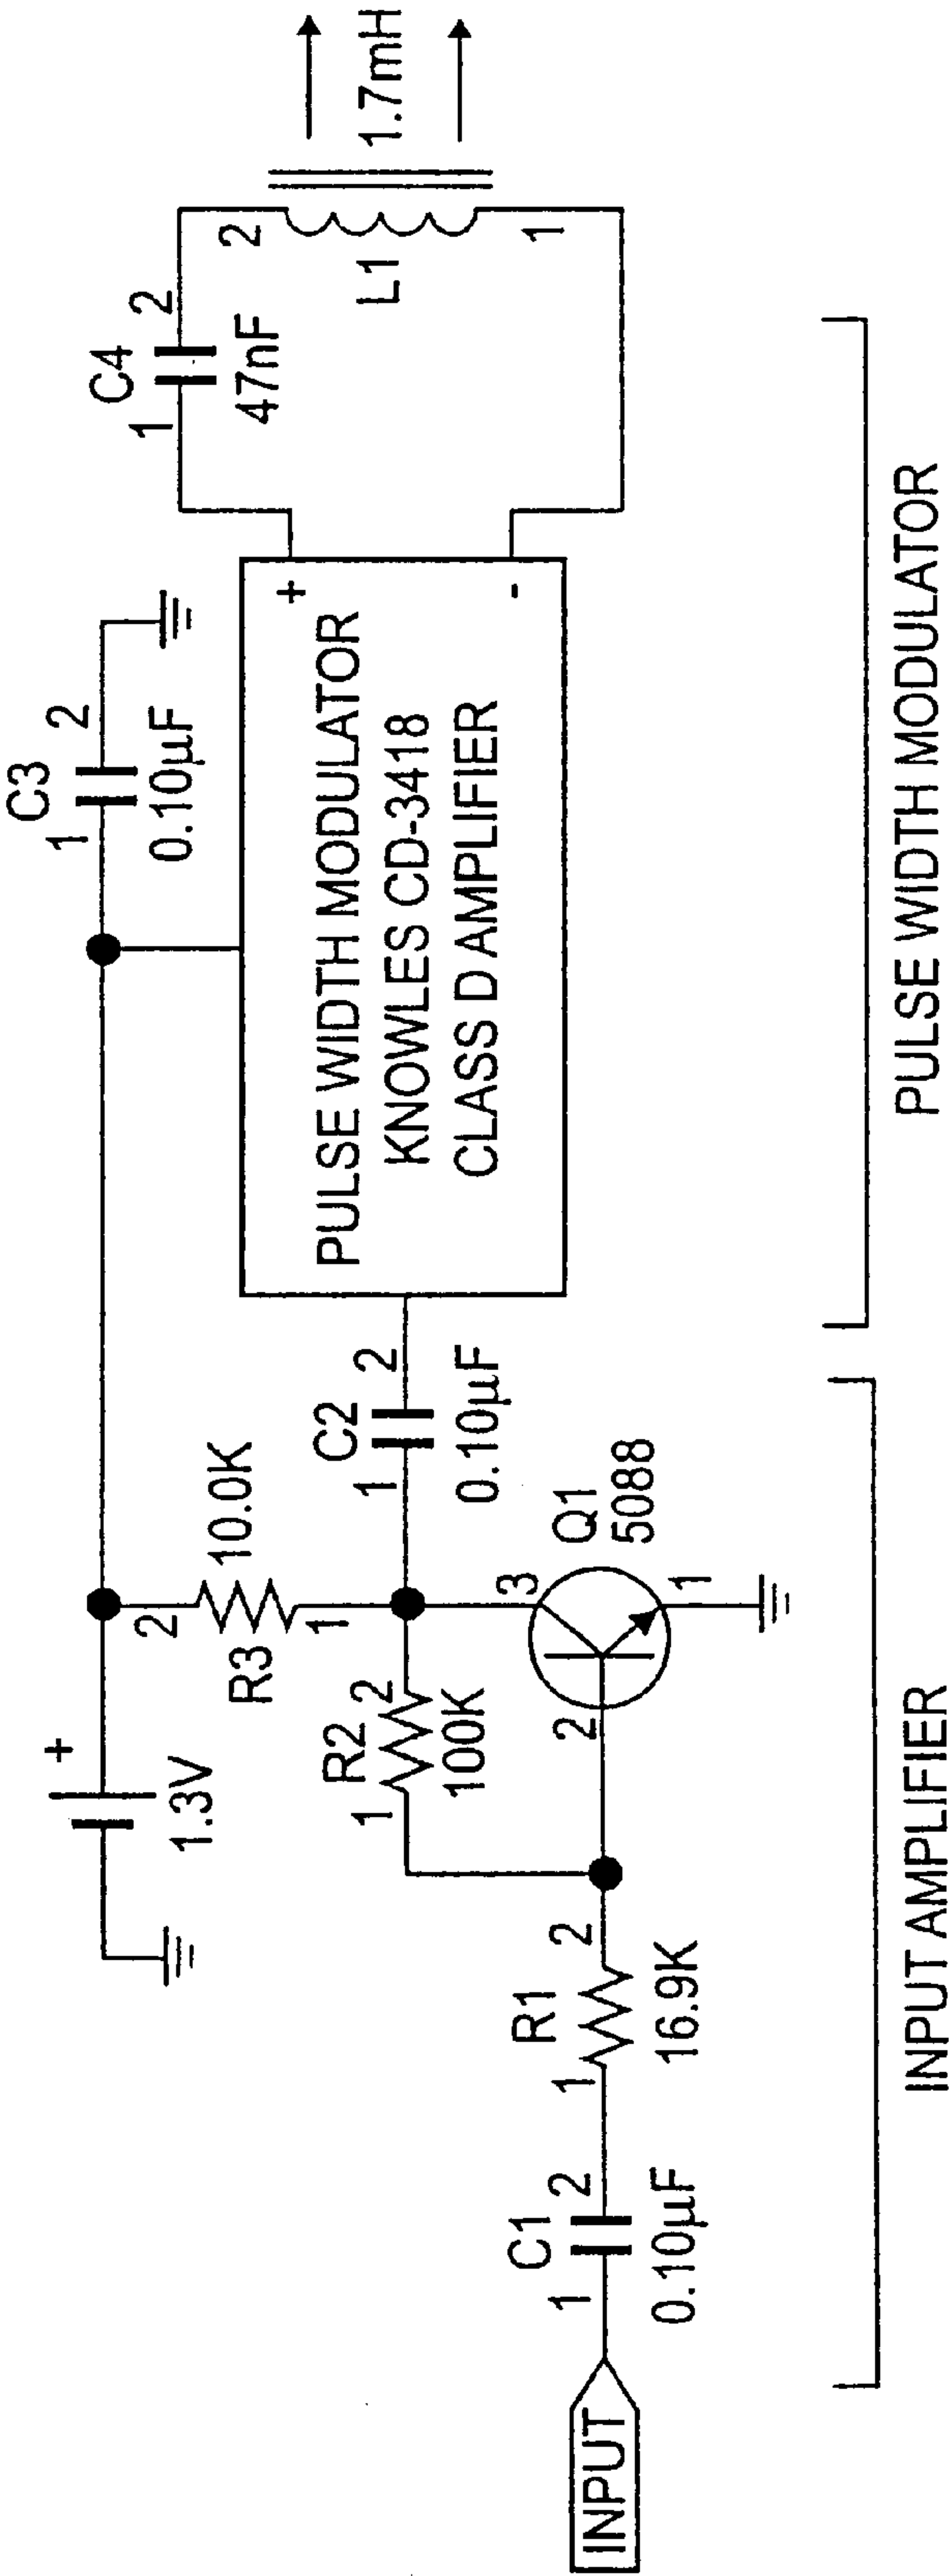 C3
1
2
0.10µF
C4
1
2
47nF
2
L1
1
1.7mH
+
1.3V
2
10.0K
R3
1
PULSE WIDTH MODULATOR
KNOWLES CD-3418
CLASS D AMPLIFIER
+
-
R2
1
2
100K
C2
1
2
0.10µF
3
Q1
5088
2
1
INPUT
C1
1
2
0.10µF
R1
1
2
16.9K
INPUT AMPLIFIER
PULSE WIDTH MODULATOR